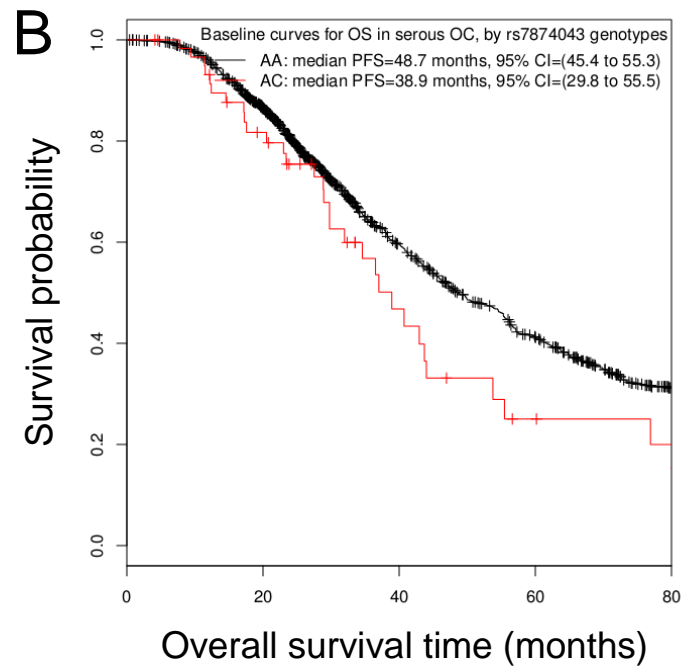 B
Baseline curves for OS in serous OC, by rs7874043 genotypes
AA: median PFS=48.7 months, 95% CI=(45.4 to 55.3)
AC: median PFS=38.9 months, 95% CI=(29.8 to 55.5)
Survival probability
1.0
0.8
0.6
0.4
0.2
0.0
0 20 40 60 80
Overall survival time (months)